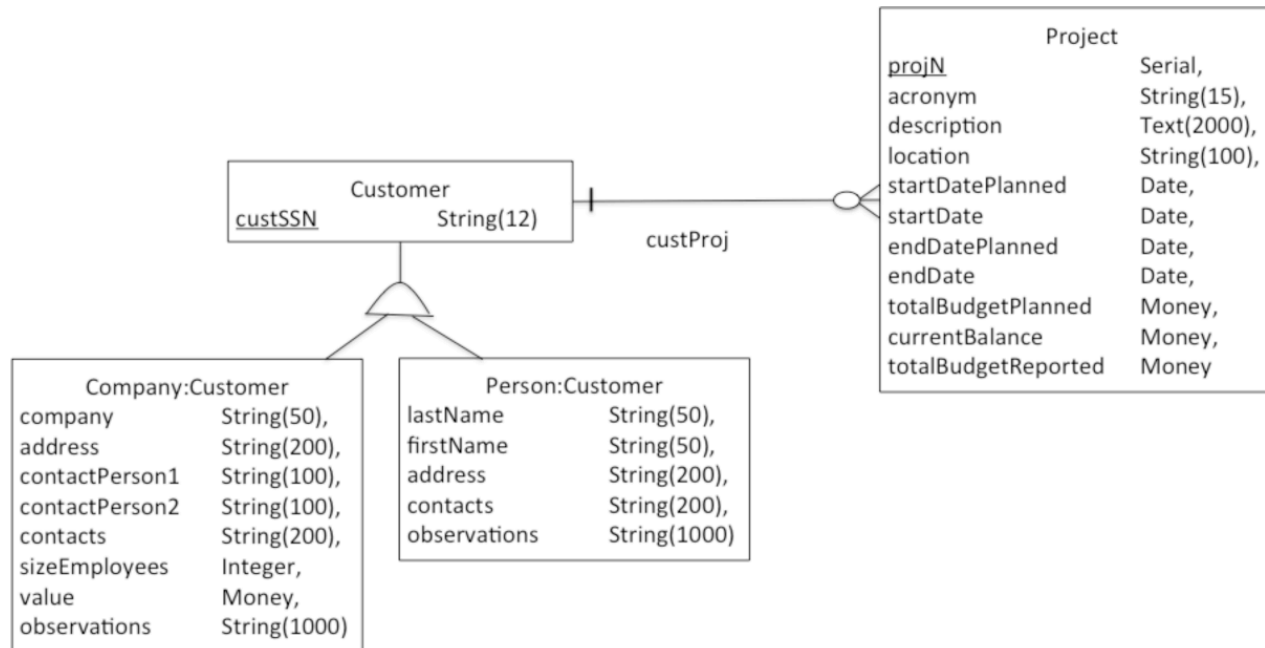 Project
projN Serial,
acronym String(15),
description Text(2000),
location String(100),
startDatePlanned Date,
startDate Date,
endDatePlanned Date,
endDate Date,
totalBudgetPlanned Money,
currentBalance Money,
totalBudgetReported Money
Customer
custSSN String(12)
custProj
Company:Customer
company String(50),
address String(200),
contactPerson1 String(100),
contactPerson2 String(100),
contacts String(200),
sizeEmployees Integer,
value Money,
observations String(1000)
Person:Customer
lastName String(50),
firstName String(50),
address String(200),
contacts String(200),
observations String(1000)